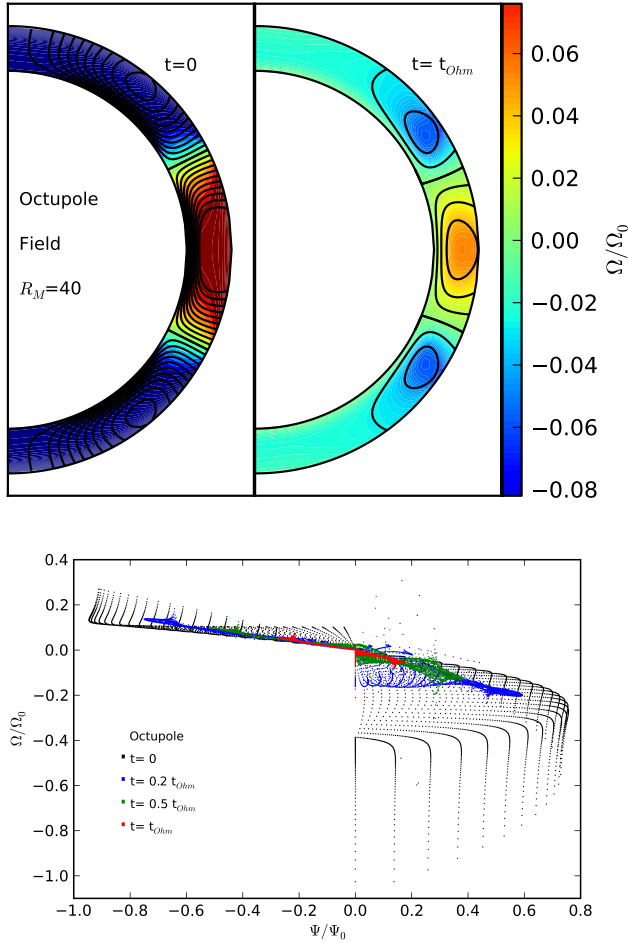 t=0
t= t_Ohm
Octupole
Field
R_M=40
0.06
0.04
0.02
0.00
−0.02
−0.04
−0.06
−0.08
Ω/Ω_0
0.4
0.2
0.0
−0.2
−0.4
−0.6
−0.8
−1.0
Ω/Ω_0
Octupole
t= 0
t= 0.2 t_Ohm
t= 0.5 t_Ohm
t= t_Ohm
−1.0 −0.8 −0.6 −0.4 −0.2 0.0 0.2 0.4 0.6 0.8
Ψ/Ψ_0